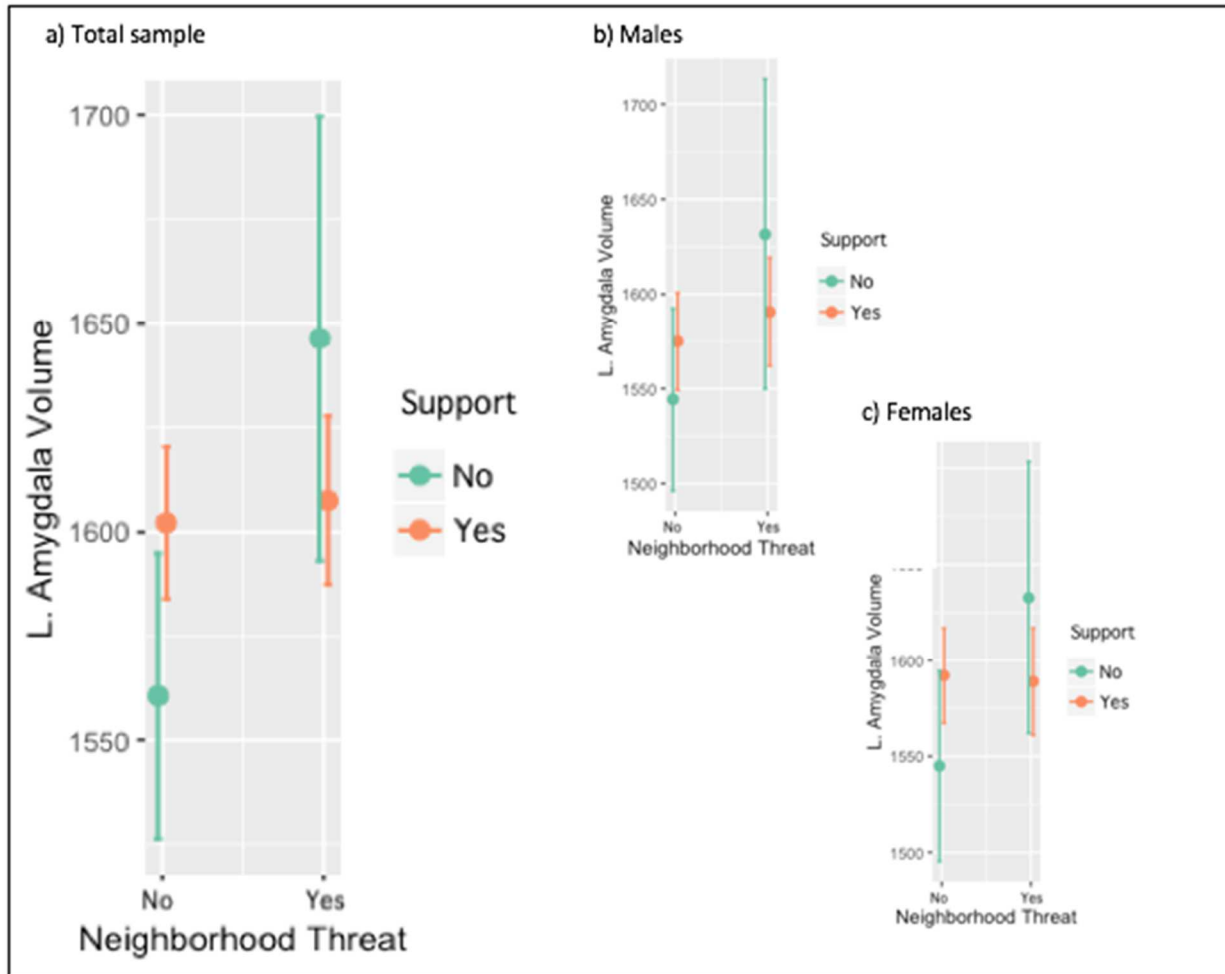 a) Total sample
1700
1650
1600
1550
L. Amygdala Volume
No
Yes
Neighborhood Threat
Support
No
Yes
b) Males
1700
1650
1600
1550
1500
L. Amygdala Volume
No
Yes
Neighborhood Threat
Support
No
Yes
c) Females
1600
1550
1500
L. Amygdala Volume
No
Yes
Neighborhood Threat
Support
No
Yes